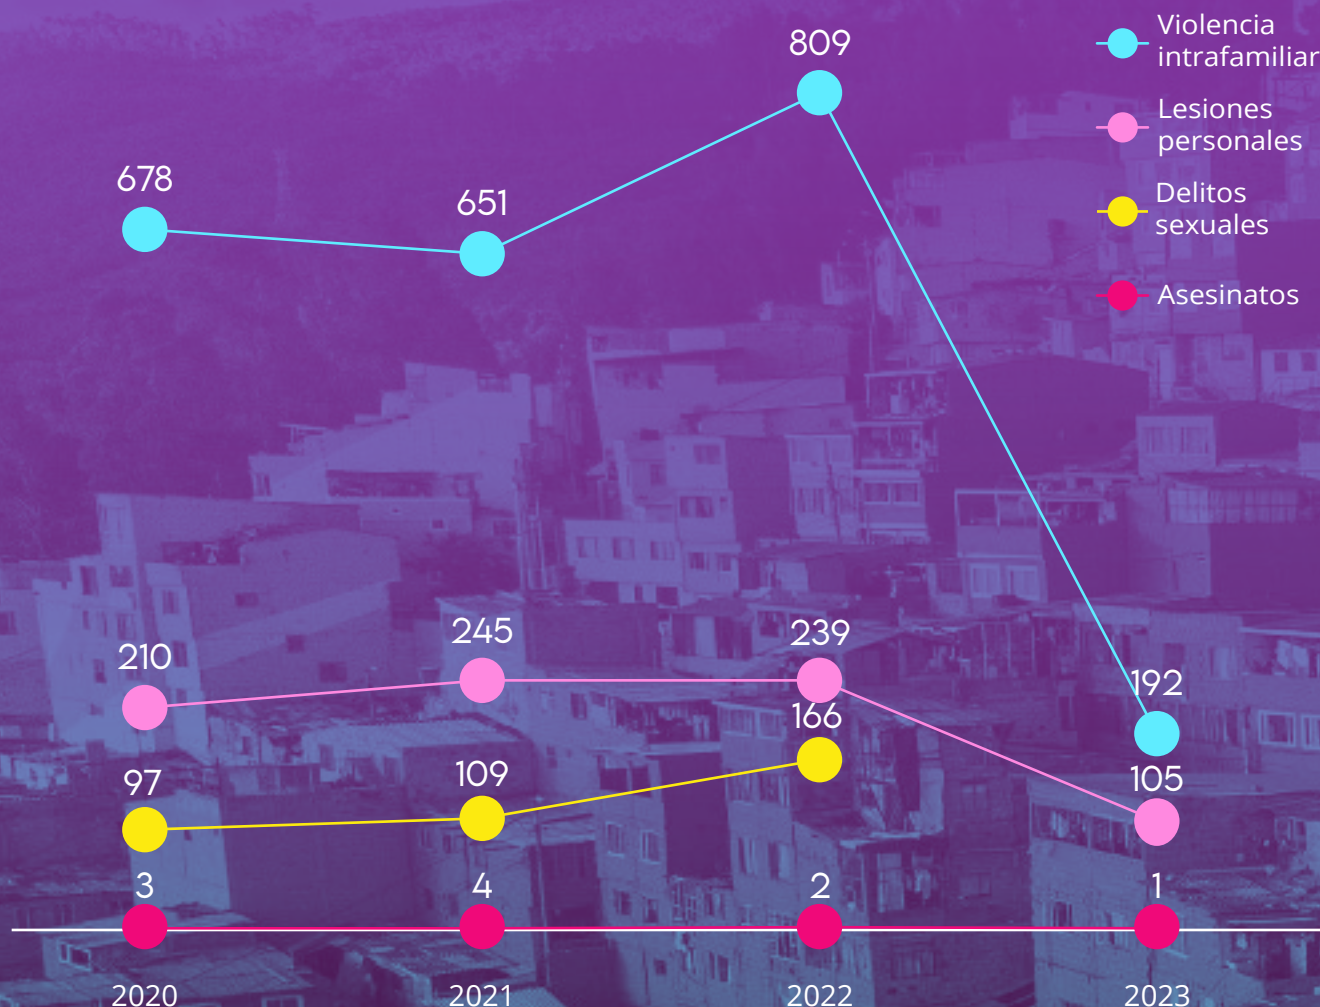 Violencia
intrafamiliar
Lesiones
personales
Delitos
sexuales
Asesinatos
809
678
651
245
239
210
192
166
109
105
97
3
4
2
1
2020
2021
2022
2023